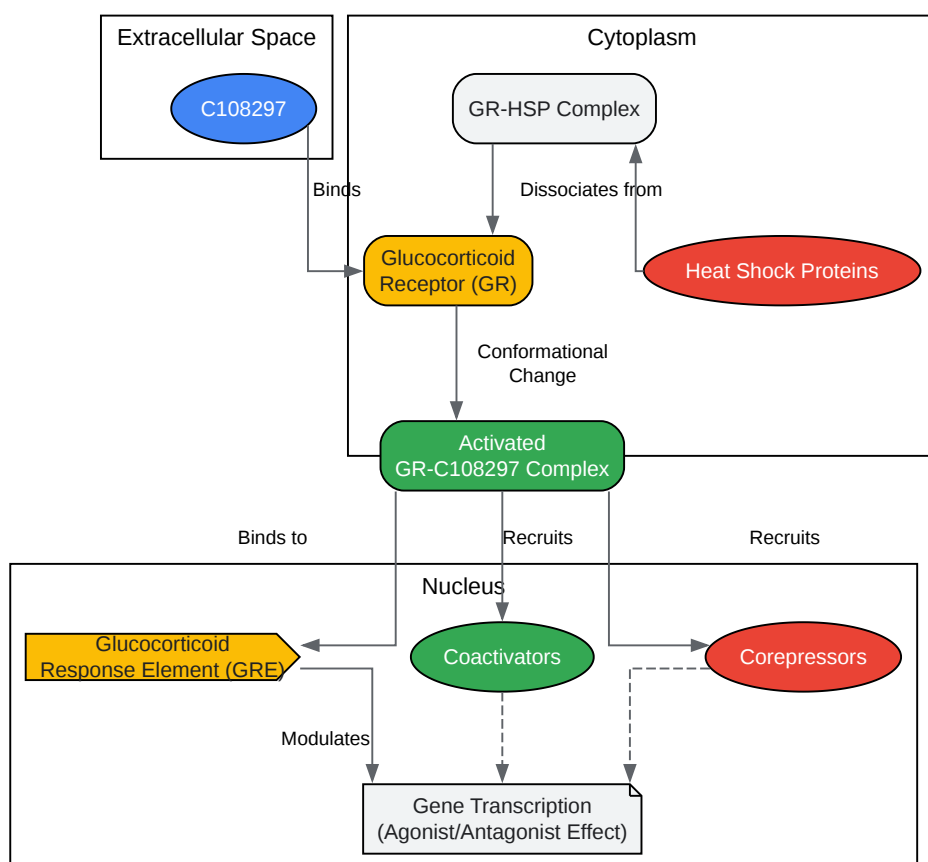 Extracellular Space
Cytoplasm
C108297
GR-HSP Complex
Binds
Dissociates from
Glucocorticoid
Receptor (GR)
Heat Shock Proteins
Conformational
Change
Activated
GR-C108297 Complex
Binds to
Recruits
Recruits
Nucleus
Glucocorticoid
Response Element (GRE)
Coactivators
Corepressors
Modulates
Gene Transcription
(Agonist/Antagonist Effect)